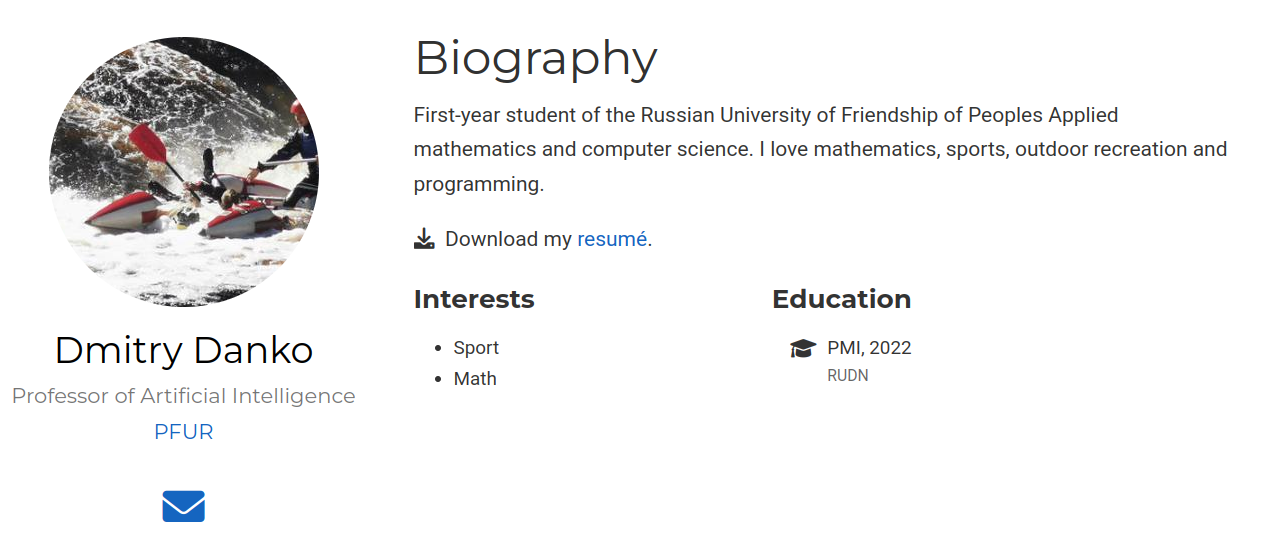 Biography
First-year student of the Russian University of Friendship of Peoples Applied
mathematics and computer science. I love mathematics, sports, outdoor recreation and
programming.
Download my resumé.
Interests
Sport
Math
Education
PMI, 2022
RUDN
Dmitry Danko
Professor of Artificial Intelligence
PFUR